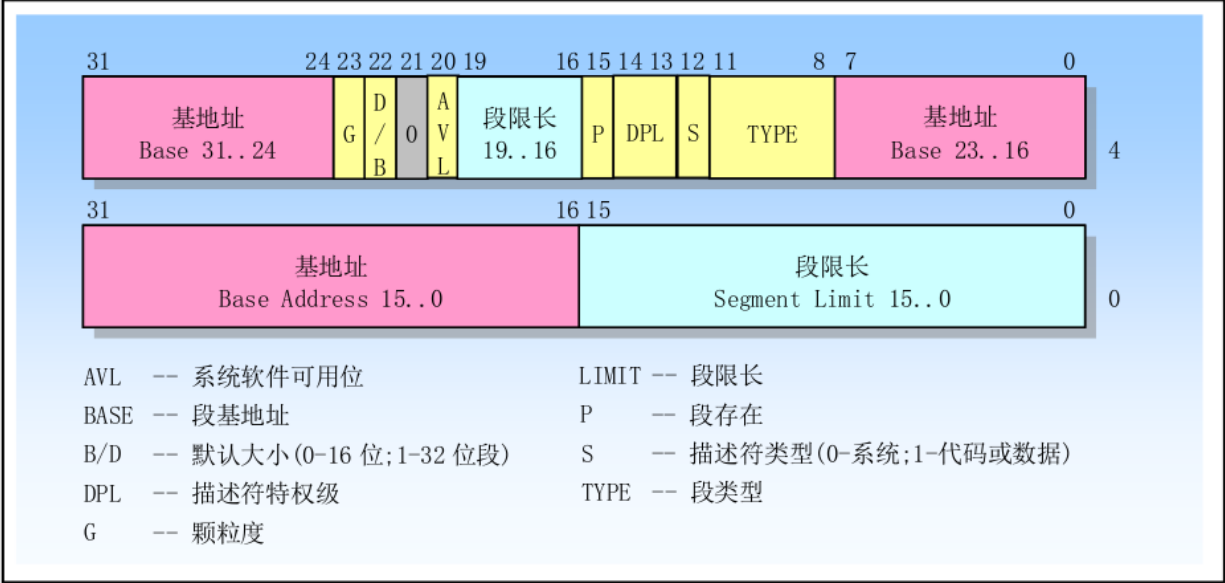 31 24 23 22 21 20 19 16 15 14 13 12 11 8 7 0
基地址 Base 31..24 G D/B 0 AVL 段限长 19..16 P DPL S TYPE 基地址 Base 23..16 4
31 16 15 0
基地址 段限长
Base Address 15..0 Segment Limit 15..0 0
AVL -- 系统软件可用位 LIMIT -- 段限长
BASE -- 段基地址 P -- 段存在
B/D -- 默认大小(0-16 位;1-32 位段) S -- 描述符类型(0-系统;1-代码或数据)
DPL -- 描述符特权级 TYPE -- 段类型
G -- 颗粒度